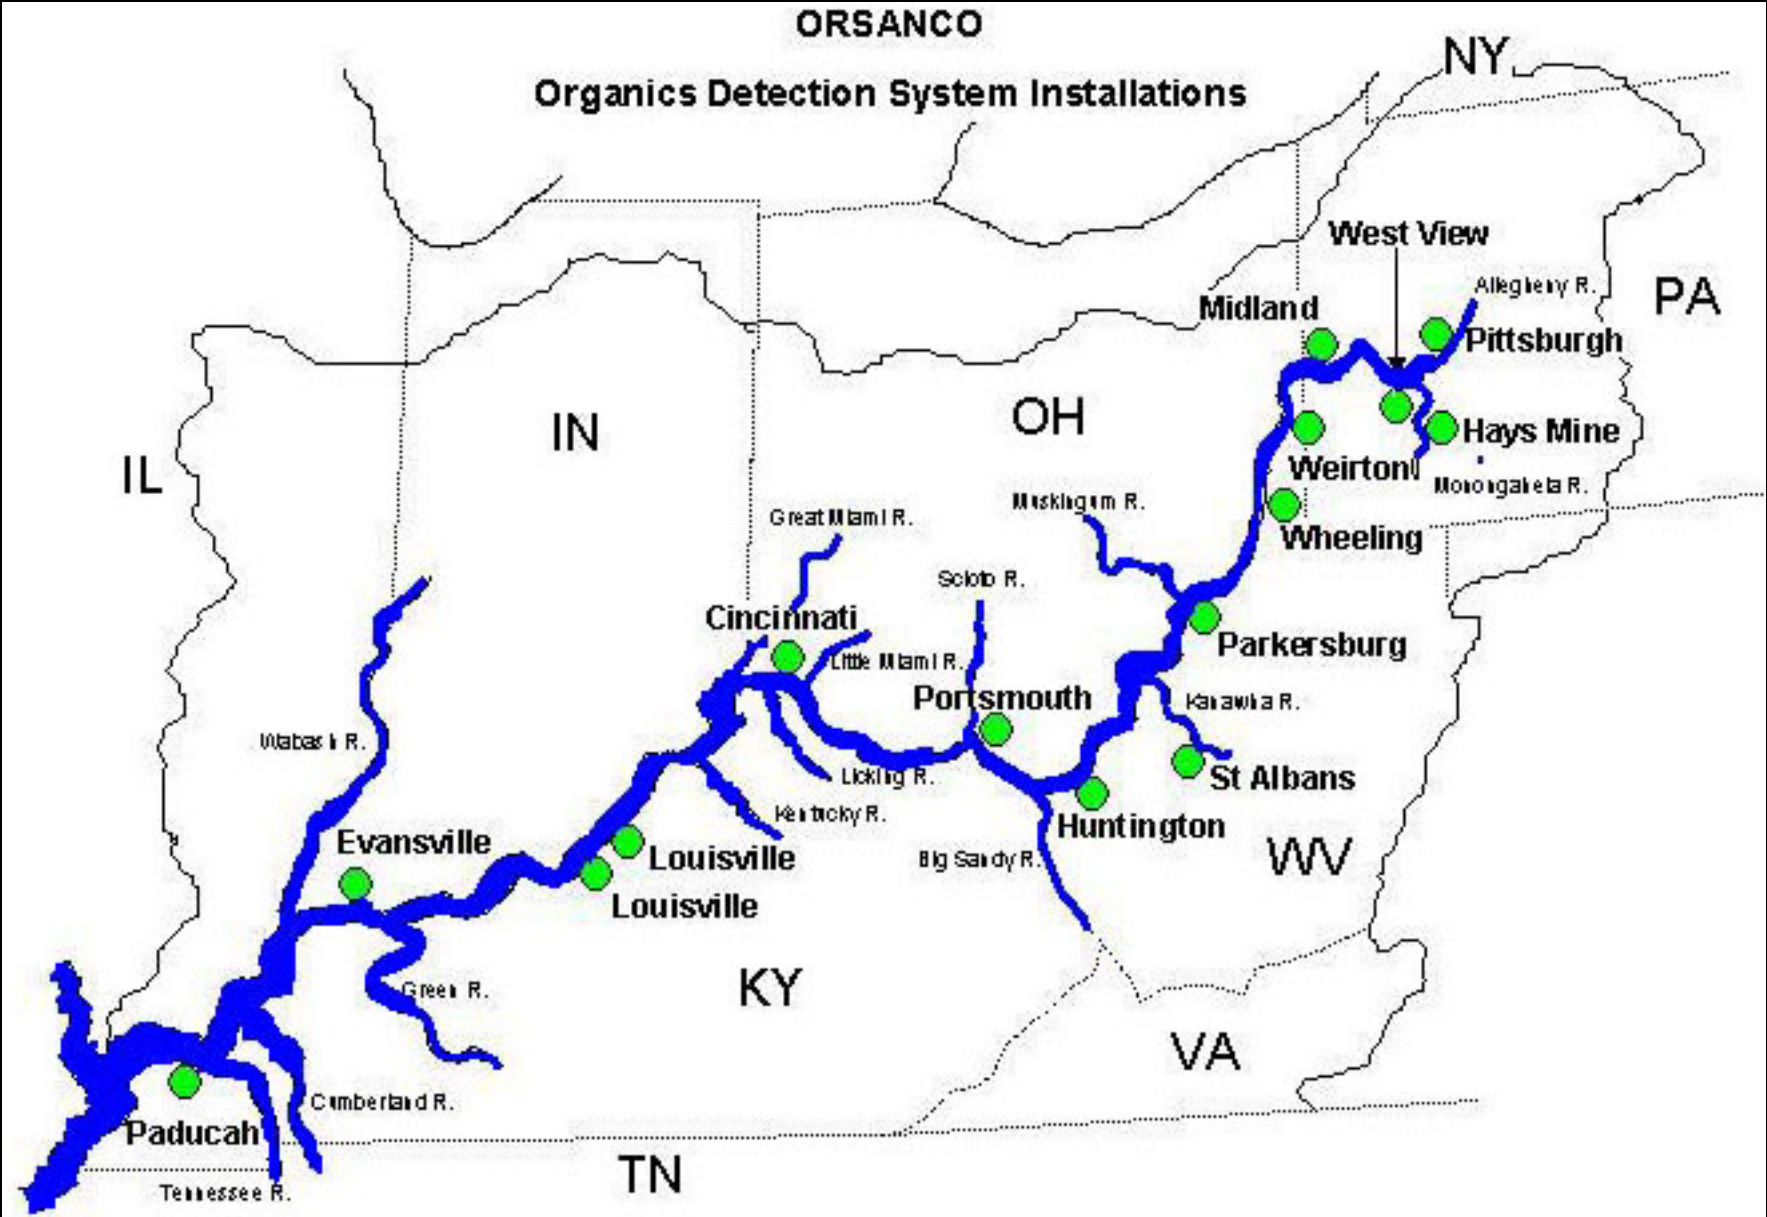 ORSANCO
Organics Detection System Installations
NY
West View
Allegheny R.
Midland
PA
Pittsburgh
OH
IN
Hays Mine
IL
Weirton
Monongahela R.
Muskingum R.
Great Miami R.
Wheeling
Scioto R.
Cincinnati
Parkersburg
Little Miami R.
Portsmouth
Kanawha R.
Wabash R.
Licking R.
St Albans
Kentucky R.
Huntington
Evansville
Louisville
Big Sandy R.
WV
Louisville
KY
Green R.
VA
Cumberland R.
Paducah
TN
Tennessee R.